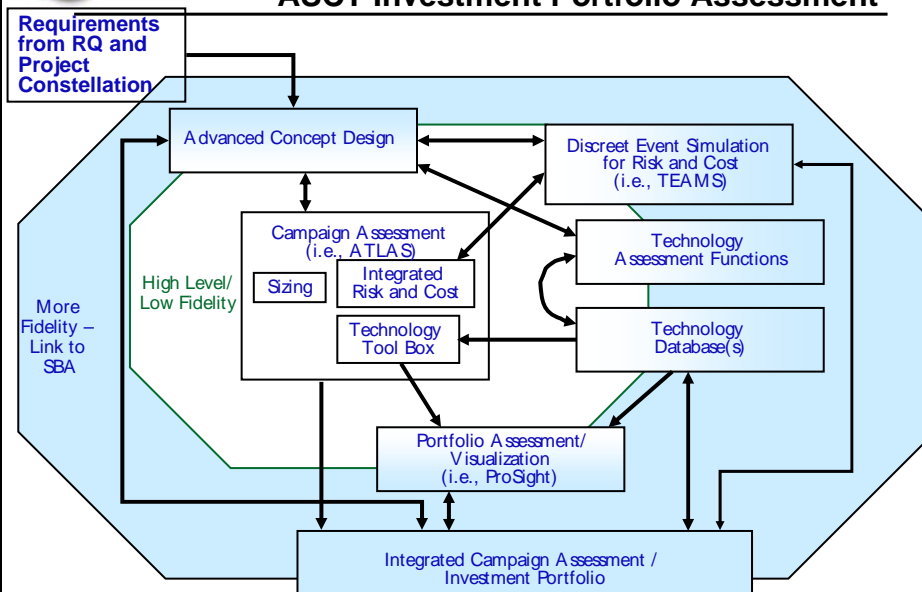 ASCT Investment Portfolio Assessment
Requirements
from RQ and
Project
Constellation
Advanced Concept Design
Discreet Event Simulation
for Risk and Cost
(i.e., TEAMS)
Campaign Assessment
(i.e., ATLAS)
Technology
Assessment Functions
High Level/
Low Fidelity
Sizing
Integrated
Risk and Cost
More
Fidelity –
Link to
SBA
Technology
Tool Box
Technology
Database(s)
Portfolio Assessment/
Visualization
(i.e., ProSight)
Integrated Campaign Assessment /
Investment Portfolio